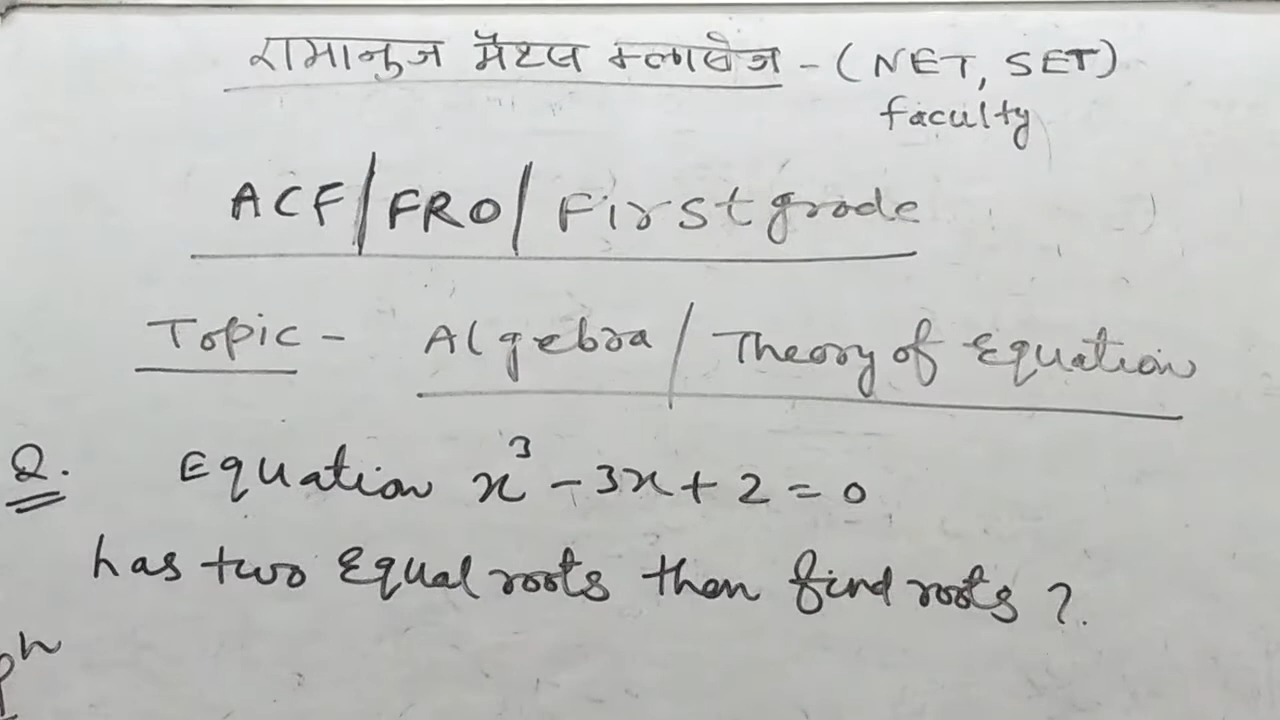 रामानुज मैटल क्लासेज - (NET, SET)
faculty
ACF/FRO/First grade
Topic - Algebra/Theory of Equation
Q. Equation x³ - 3x + 2 = 0
has two Equal roots then find roots ?